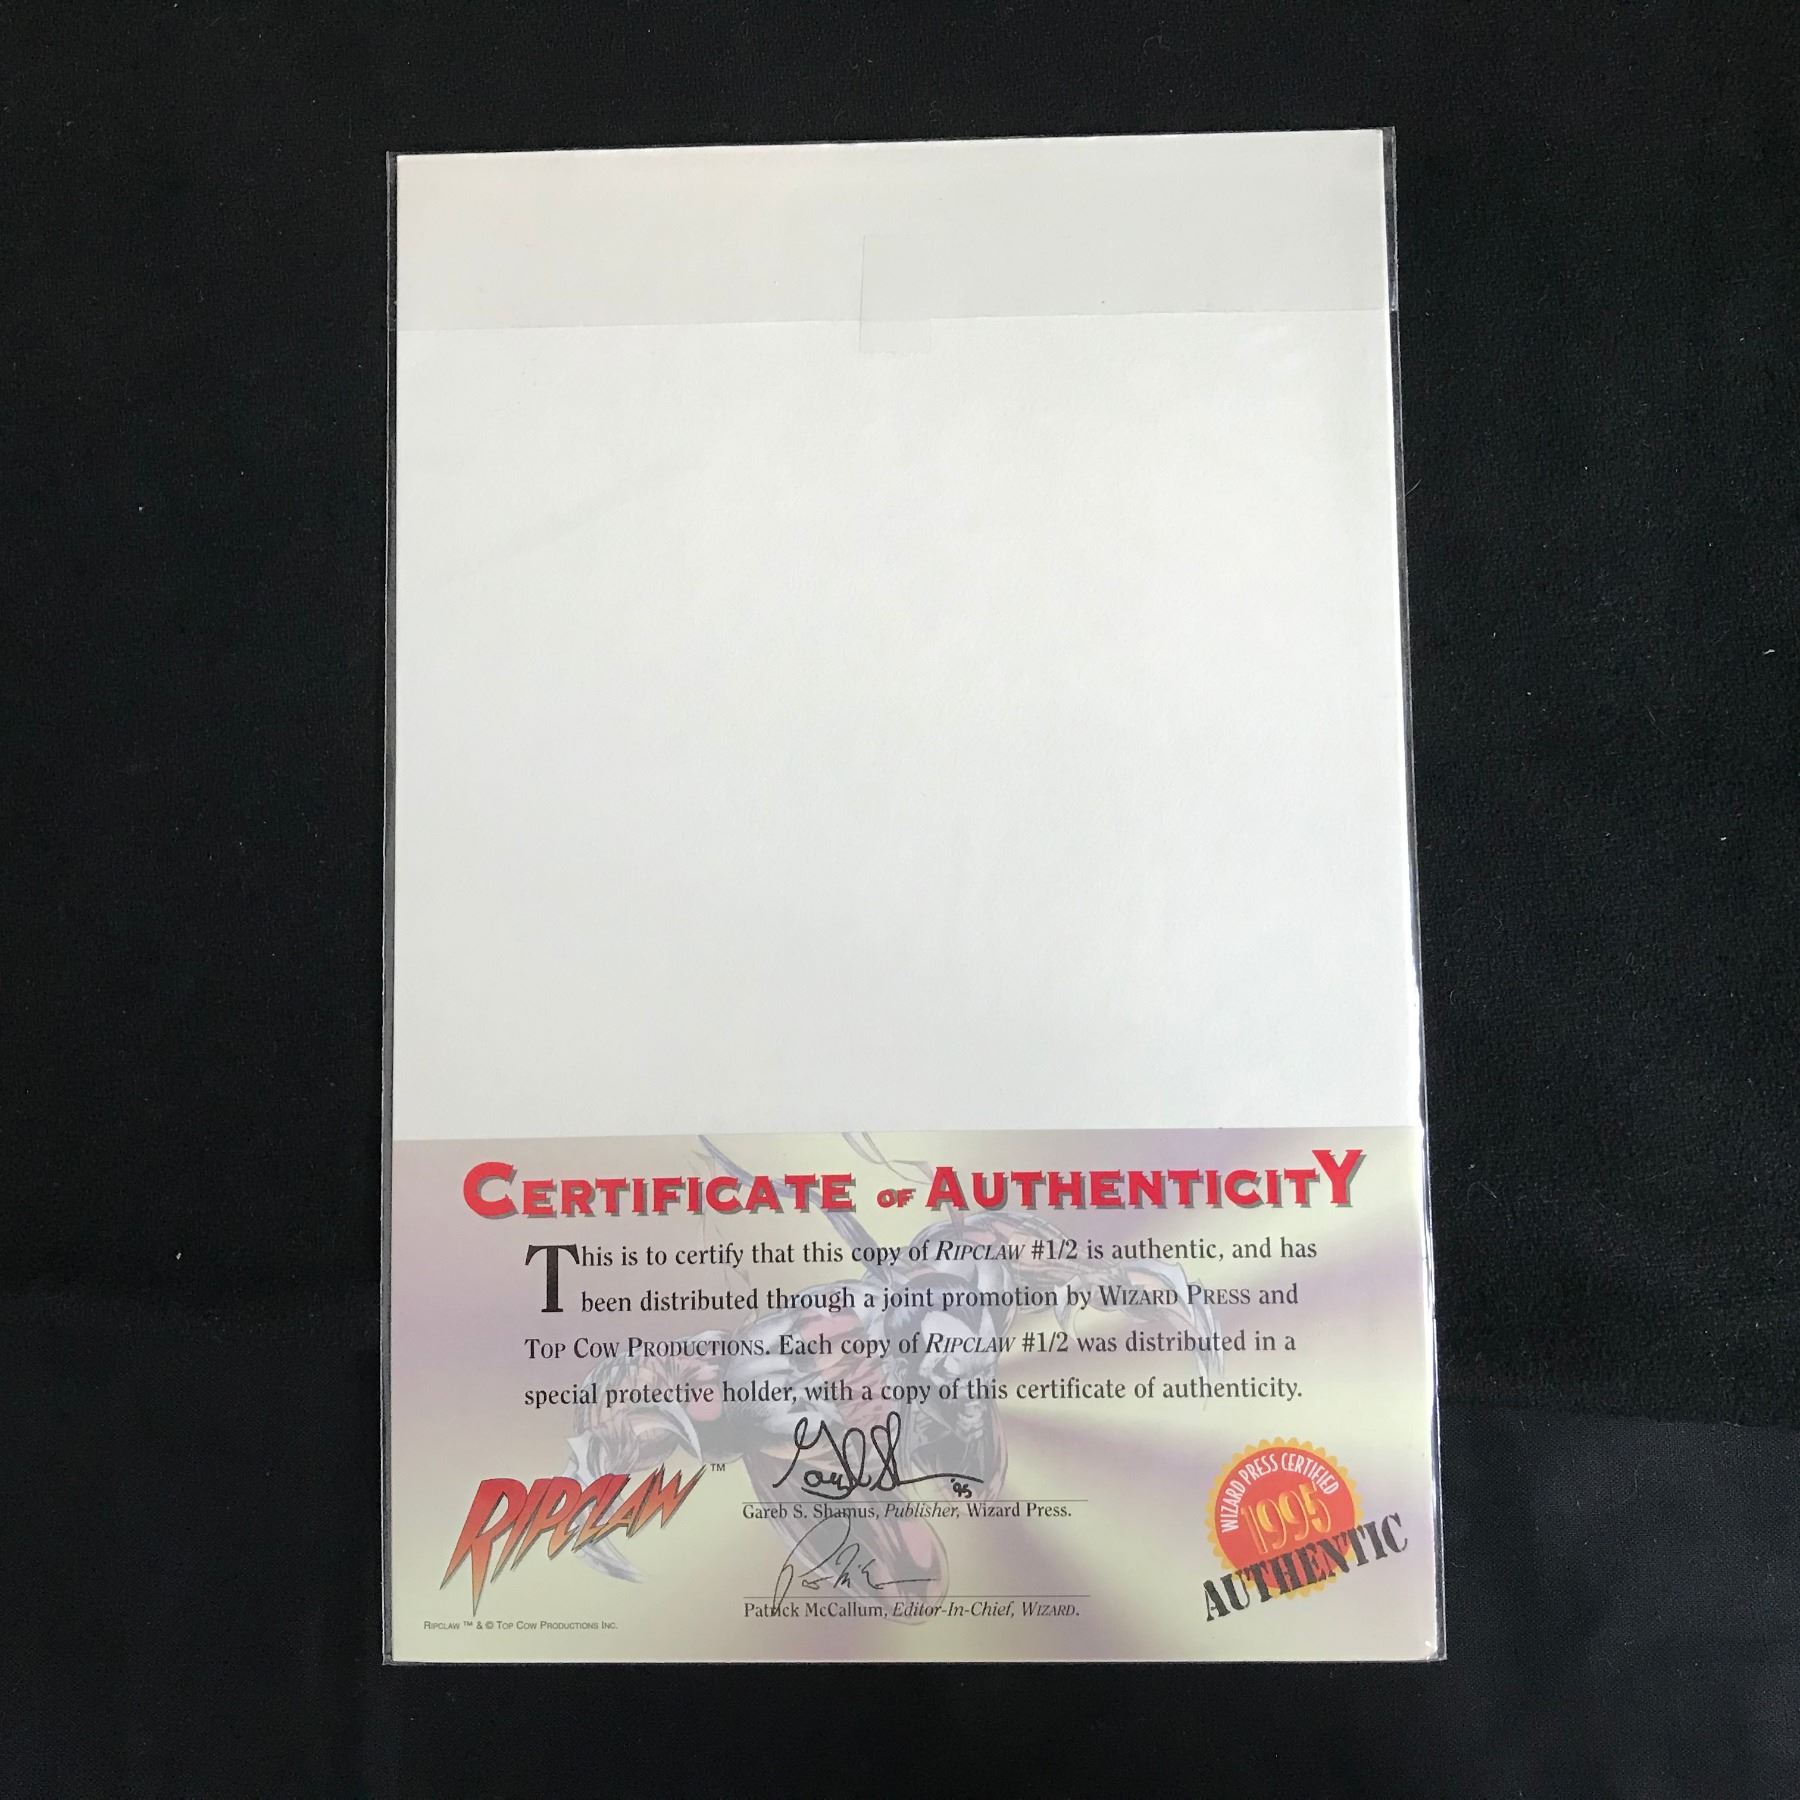 CERTIFICATE OF AUTHENTICITY
This is to certify that this copy of RIPCLAW #1/2 is authentic, and has
been distributed through a joint promotion by WIZARD PRESS and
TOP COW PRODUCTIONS. Each copy of RIPCLAW #1/2 was distributed in a
special protective holder, with a copy of this certificate of authenticity.
'95
Gareb S. Shamus, Publisher, Wizard Press.
RIPCLAW™
WIZARD PRESS CERTIFIED
1995
AUTHENTIC
Patrick McCallum, Editor-In-Chief, WIZARD.
RIPCLAW ™ & © TOP COW PRODUCTIONS INC.